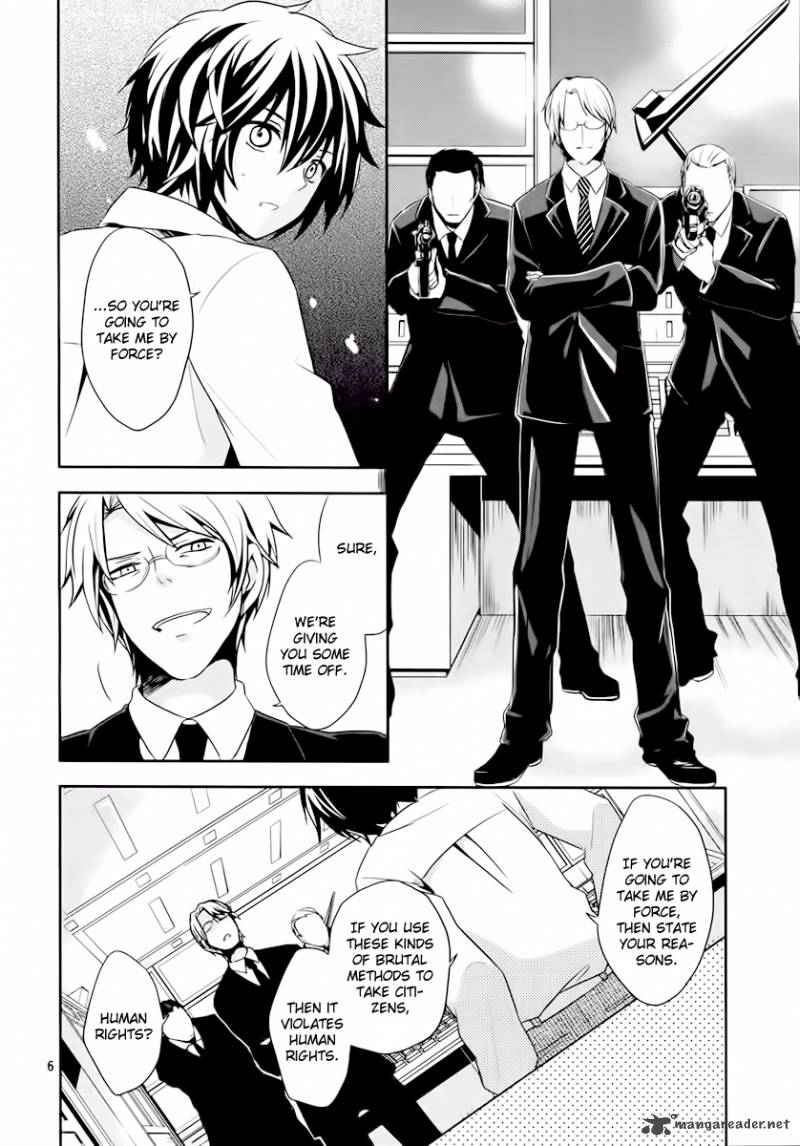 ...SO YOU'RE
GOING TO
TAKE ME BY
FORCE?
SURE,
WE'RE
GIVING
YOU SOME
TIME OFF.
IF YOU'RE
GOING TO
TAKE ME BY
FORCE,
THEN STATE
YOUR REA-
SONS.
IF YOU USE
THESE KINDS
OF BRUTAL
METHODS TO
TAKE CITI-
ZENS,
THEN IT
VIOLATES
HUMAN
RIGHTS.
HUMAN
RIGHTS?
6
mangareader.net